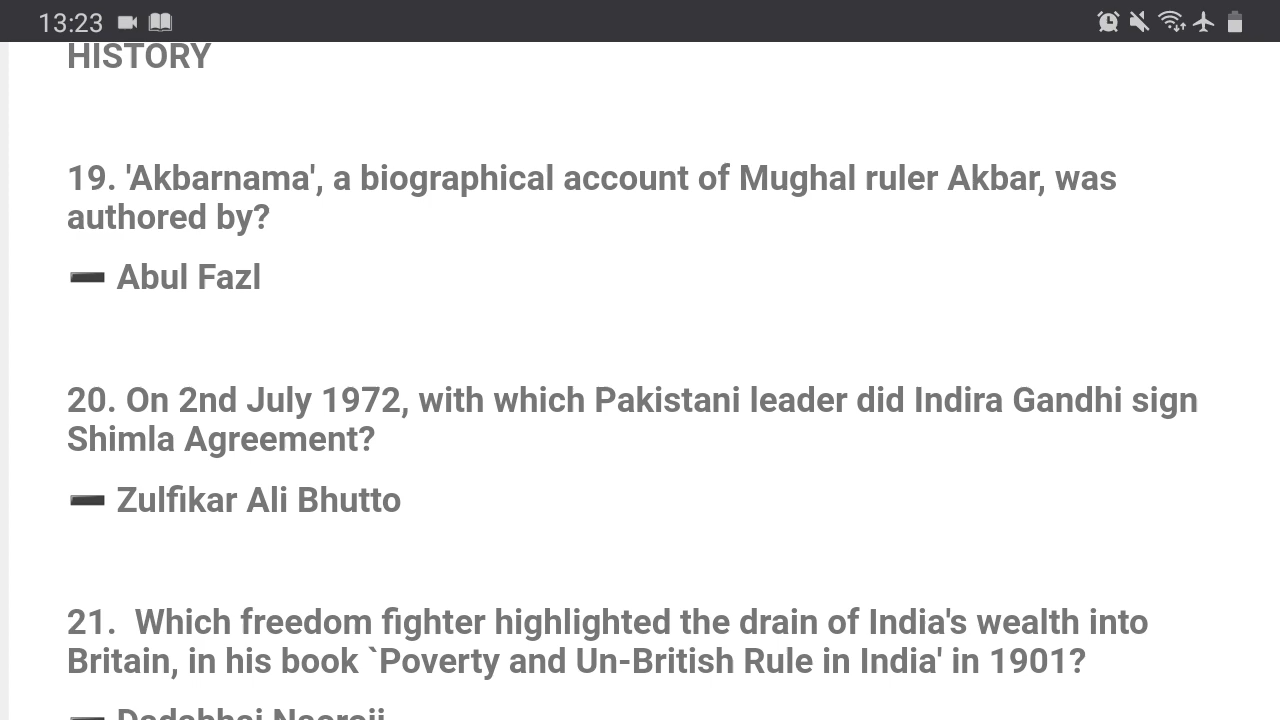 13:23
HISTORY
19. 'Akbarnama', a biographical account of Mughal ruler Akbar, was
authored by?
➖ Abul Fazl
20. On 2nd July 1972, with which Pakistani leader did Indira Gandhi sign
Shimla Agreement?
➖ Zulfikar Ali Bhutto
21.  Which freedom fighter highlighted the drain of India's wealth into
Britain, in his book `Poverty and Un-British Rule in India' in 1901?
➖ Dadabhai Naoroji